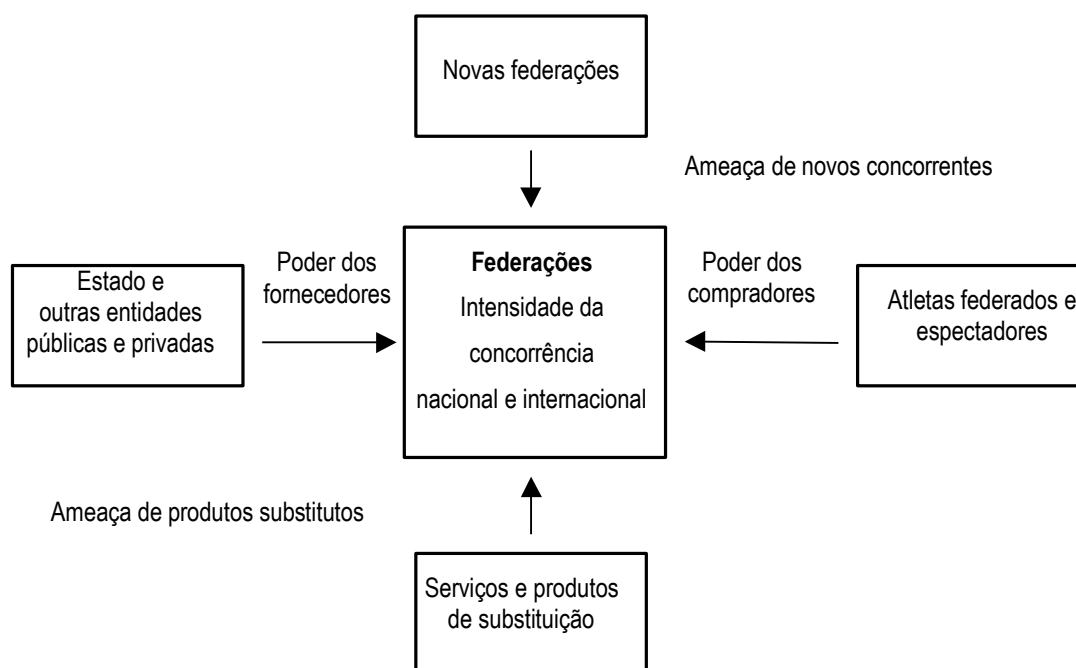 Novas federações
Ameaça de novos concorrentes
Estado e
outras entidades
públicas e privadas
Poder dos
fornecedores
Federações
Intensidade da
concorrência
nacional e internacional
Poder dos
compradores
Atletas federados e
espectadores
Ameaça de produtos substitutos
Serviços e produtos
de substituição